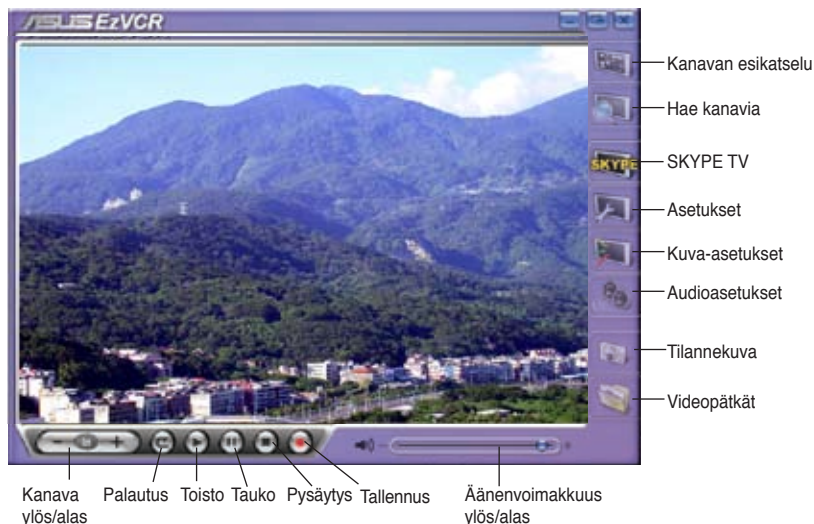 ASUS EzVCR
Kanavan esikatselu
Hae kanavia
SKYPE
SKYPE TV
Asetukset
Kuva-asetukset
Audioasetukset
Tilannekuva
Videopätkät
Kanava
ylös/alas
Palautus
Toisto
Tauko
Pysäytys
Tallennus
Äänenvoimakkuus
ylös/alas